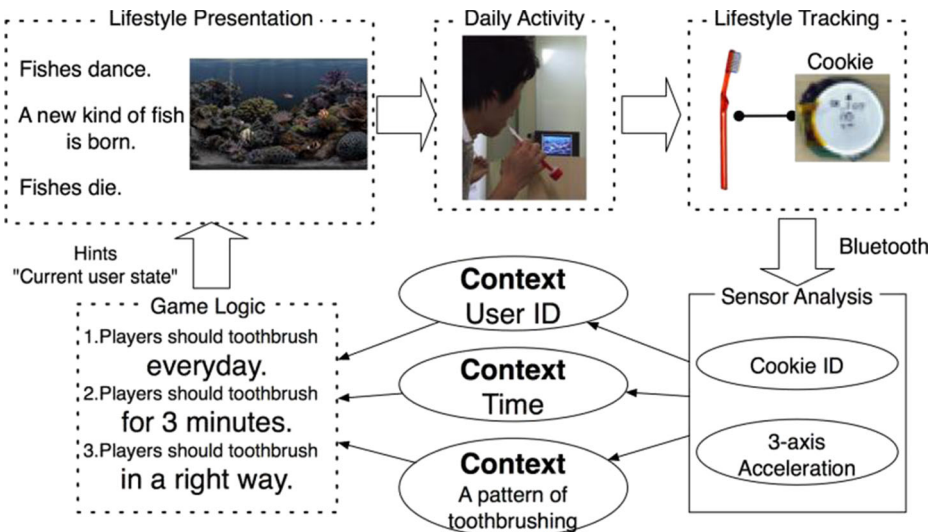 Lifestyle Presentation
Fishes dance.
A new kind of fish
is born.
Fishes die.
Daily Activity
Lifestyle Tracking
Cookie
Bluetooth
Hints
"Current user state"
Game Logic
1.Players should toothbrush
everyday.
2.Players should toothbrush
for 3 minutes.
3.Players should toothbrush
in a right way.
Context
User ID
Context
Time
Context
A pattern of
toothbrushing
Sensor Analysis
Cookie ID
3-axis
Acceleration